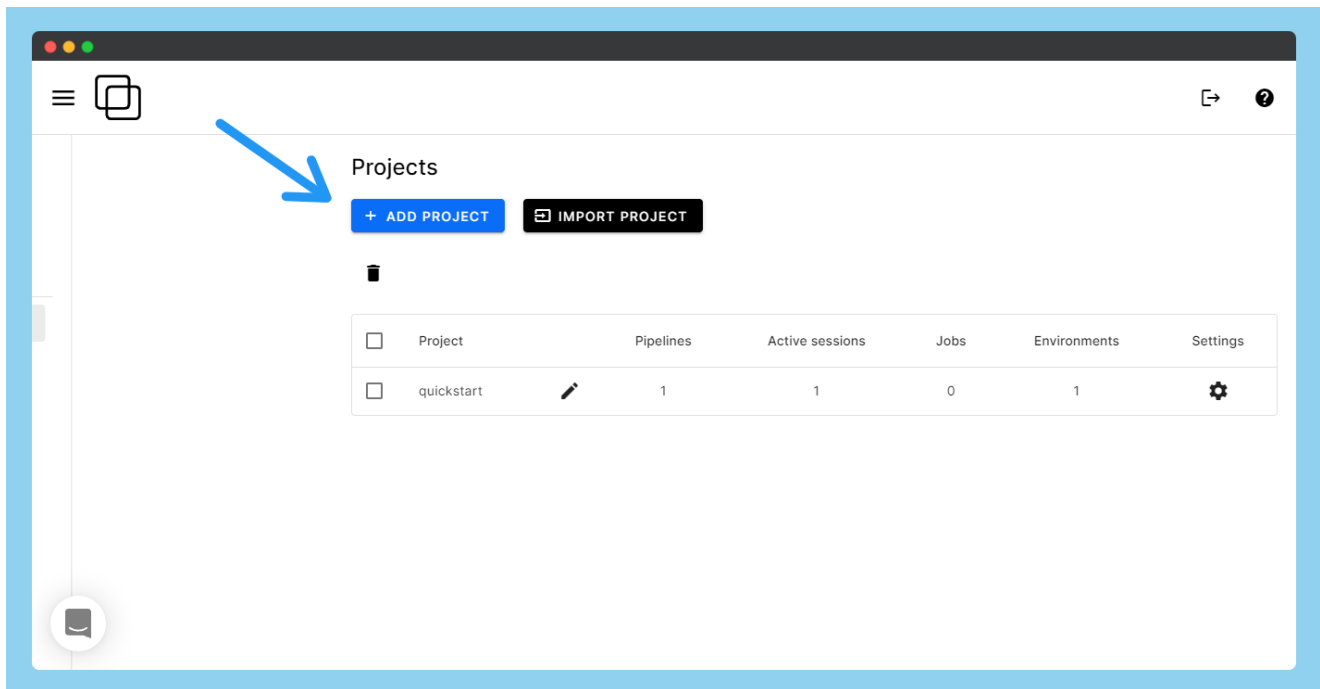 Projects
+ ADD PROJECT IMPORT PROJECT
Project Pipelines Active sessions Jobs Environments Settings
quickstart 1 1 0 1